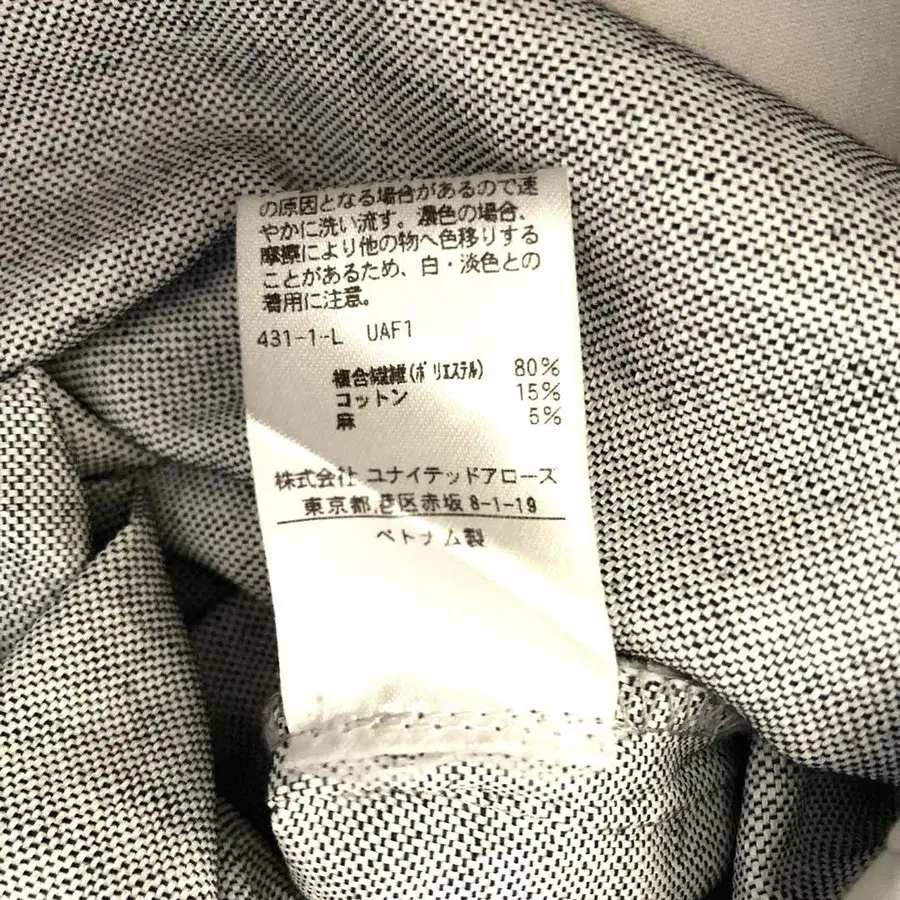 の原因となる場合があるので速
やかに洗い流す。濃色の場合、
摩擦により他の物へ色移りする
ことがあるため、白・淡色との
着用に注意。
431-1-L UAF1
複合繊維(ポリエステル) 80%
コットン 15%
麻 5%
株式会社 ユナイテッドアローズ
東京都港区赤坂 8-1-19
ベトナム製